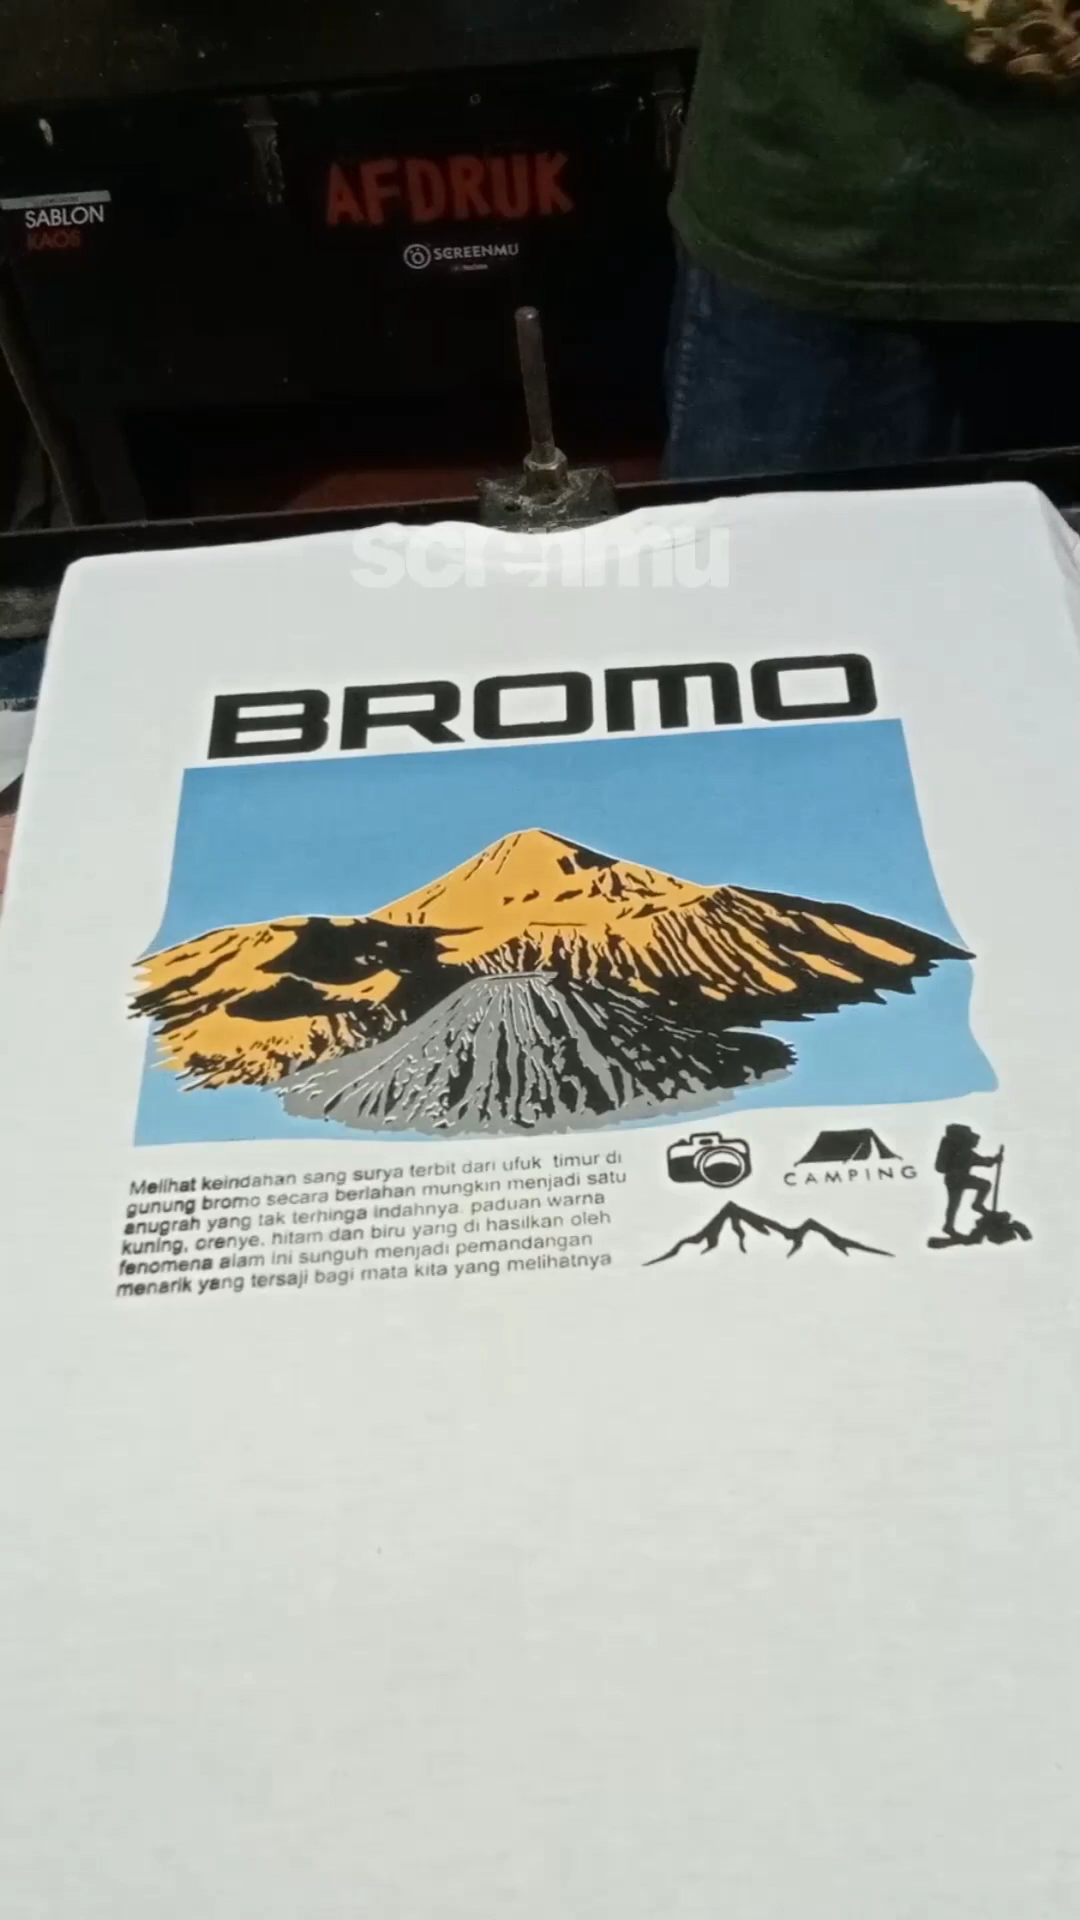 SABLON
KAOS
AFDRUK
SCREENMU
screenmu
BROMO
Melihat keindahan sang surya terbit dari ufuk timur di
gunung bromo secara berlahan mungkin menjadi satu
anugrah yang tak terhinga indahnya. paduan warna
kuning, orenye, hitam dan biru yang di hasilkan oleh
fenomena alam ini sunguh menjadi pemandangan
menarik yang tersaji bagi mata kita yang melihatnya
CAMPING